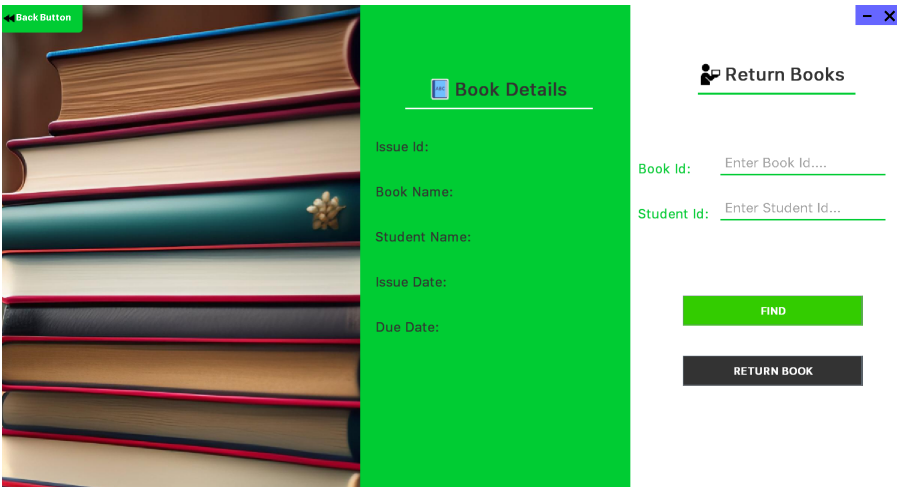 Back Button
Book Details
Issue Id:
Book Name:
Student Name:
Issue Date:
Due Date:
Return Books
Book Id: Enter Book Id....
Student Id: Enter Student Id...
FIND
RETURN BOOK